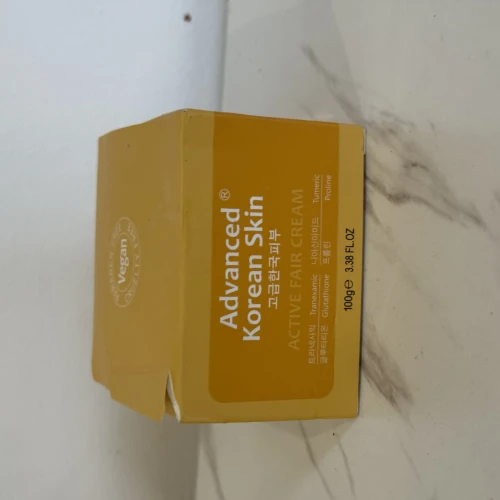 Advanced ®
Korean Skin
고급한국피부
ACTIVE FAIR CREAM
트라넥사믹 Tranexamic 나이신아마이드 Turmeric
글루타티온 Glutathione 프롤린 Proline
100g℮ 3.38 FL.OZ
Vegan